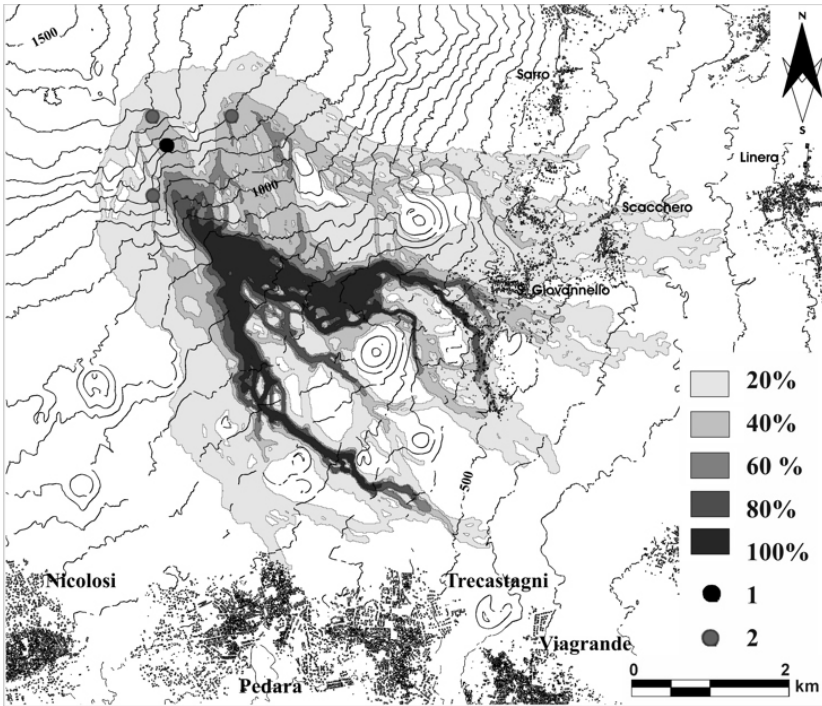 1500
N
S
Sarro
Linera
1000
Scacchero
S. Giovannello
20%
40%
60 %
80%
100%
500
1
2
Nicolosi
Trecastagni
Viagrande
Pedara
0 2
km